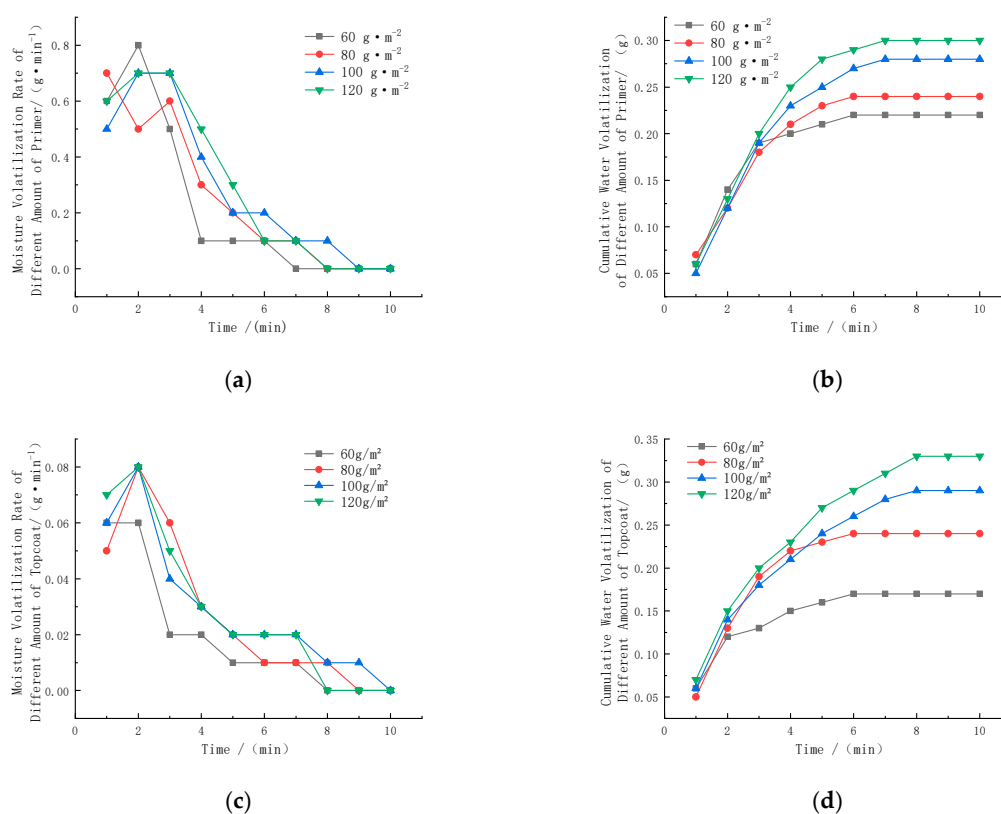 Moisture Volatilization Rate of
Different Amount of Primer/（g•min⁻¹）
0.8
0.6
0.4
0.2
0.0
0
2
4
6
8
10
Time /(min)
60 g•m⁻²
80 g•m⁻²
100 g•m⁻²
120 g•m⁻²
(a)
Cumulative Water Volatilization
of Different Amount of Primer/（g）
0.30
0.25
0.20
0.15
0.10
0.05
0
2
4
6
8
10
Time /（min）
60 g•m⁻²
80 g•m⁻²
100 g•m⁻²
120 g•m⁻²
(b)
Moisture Volatilization Rate of
Different Amount of Topcoat/（g•min⁻¹）
0.08
0.06
0.04
0.02
0.00
0
2
4
6
8
10
Time /（min）
60g/m²
80g/m²
100g/m²
120g/m²
(c)
Cumulative Water Volatilization of
Different Amount of Topcoat/（g）
0.35
0.30
0.25
0.20
0.15
0.10
0.05
0
2
4
6
8
10
Time /（min）
60g/m²
80g/m²
100g/m²
120g/m²
(d)